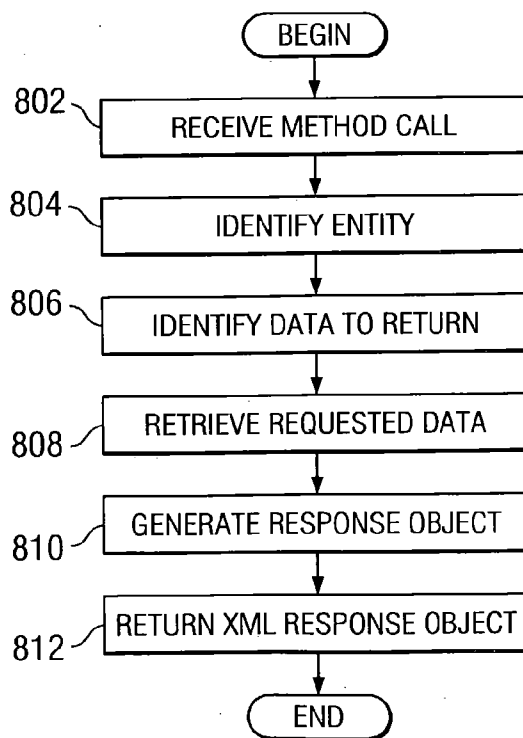 BEGIN
802
RECEIVE METHOD CALL
804
IDENTIFY ENTITY
806
IDENTIFY DATA TO RETURN
808
RETRIEVE REQUESTED DATA
810
GENERATE RESPONSE OBJECT
812
RETURN XML RESPONSE OBJECT
END